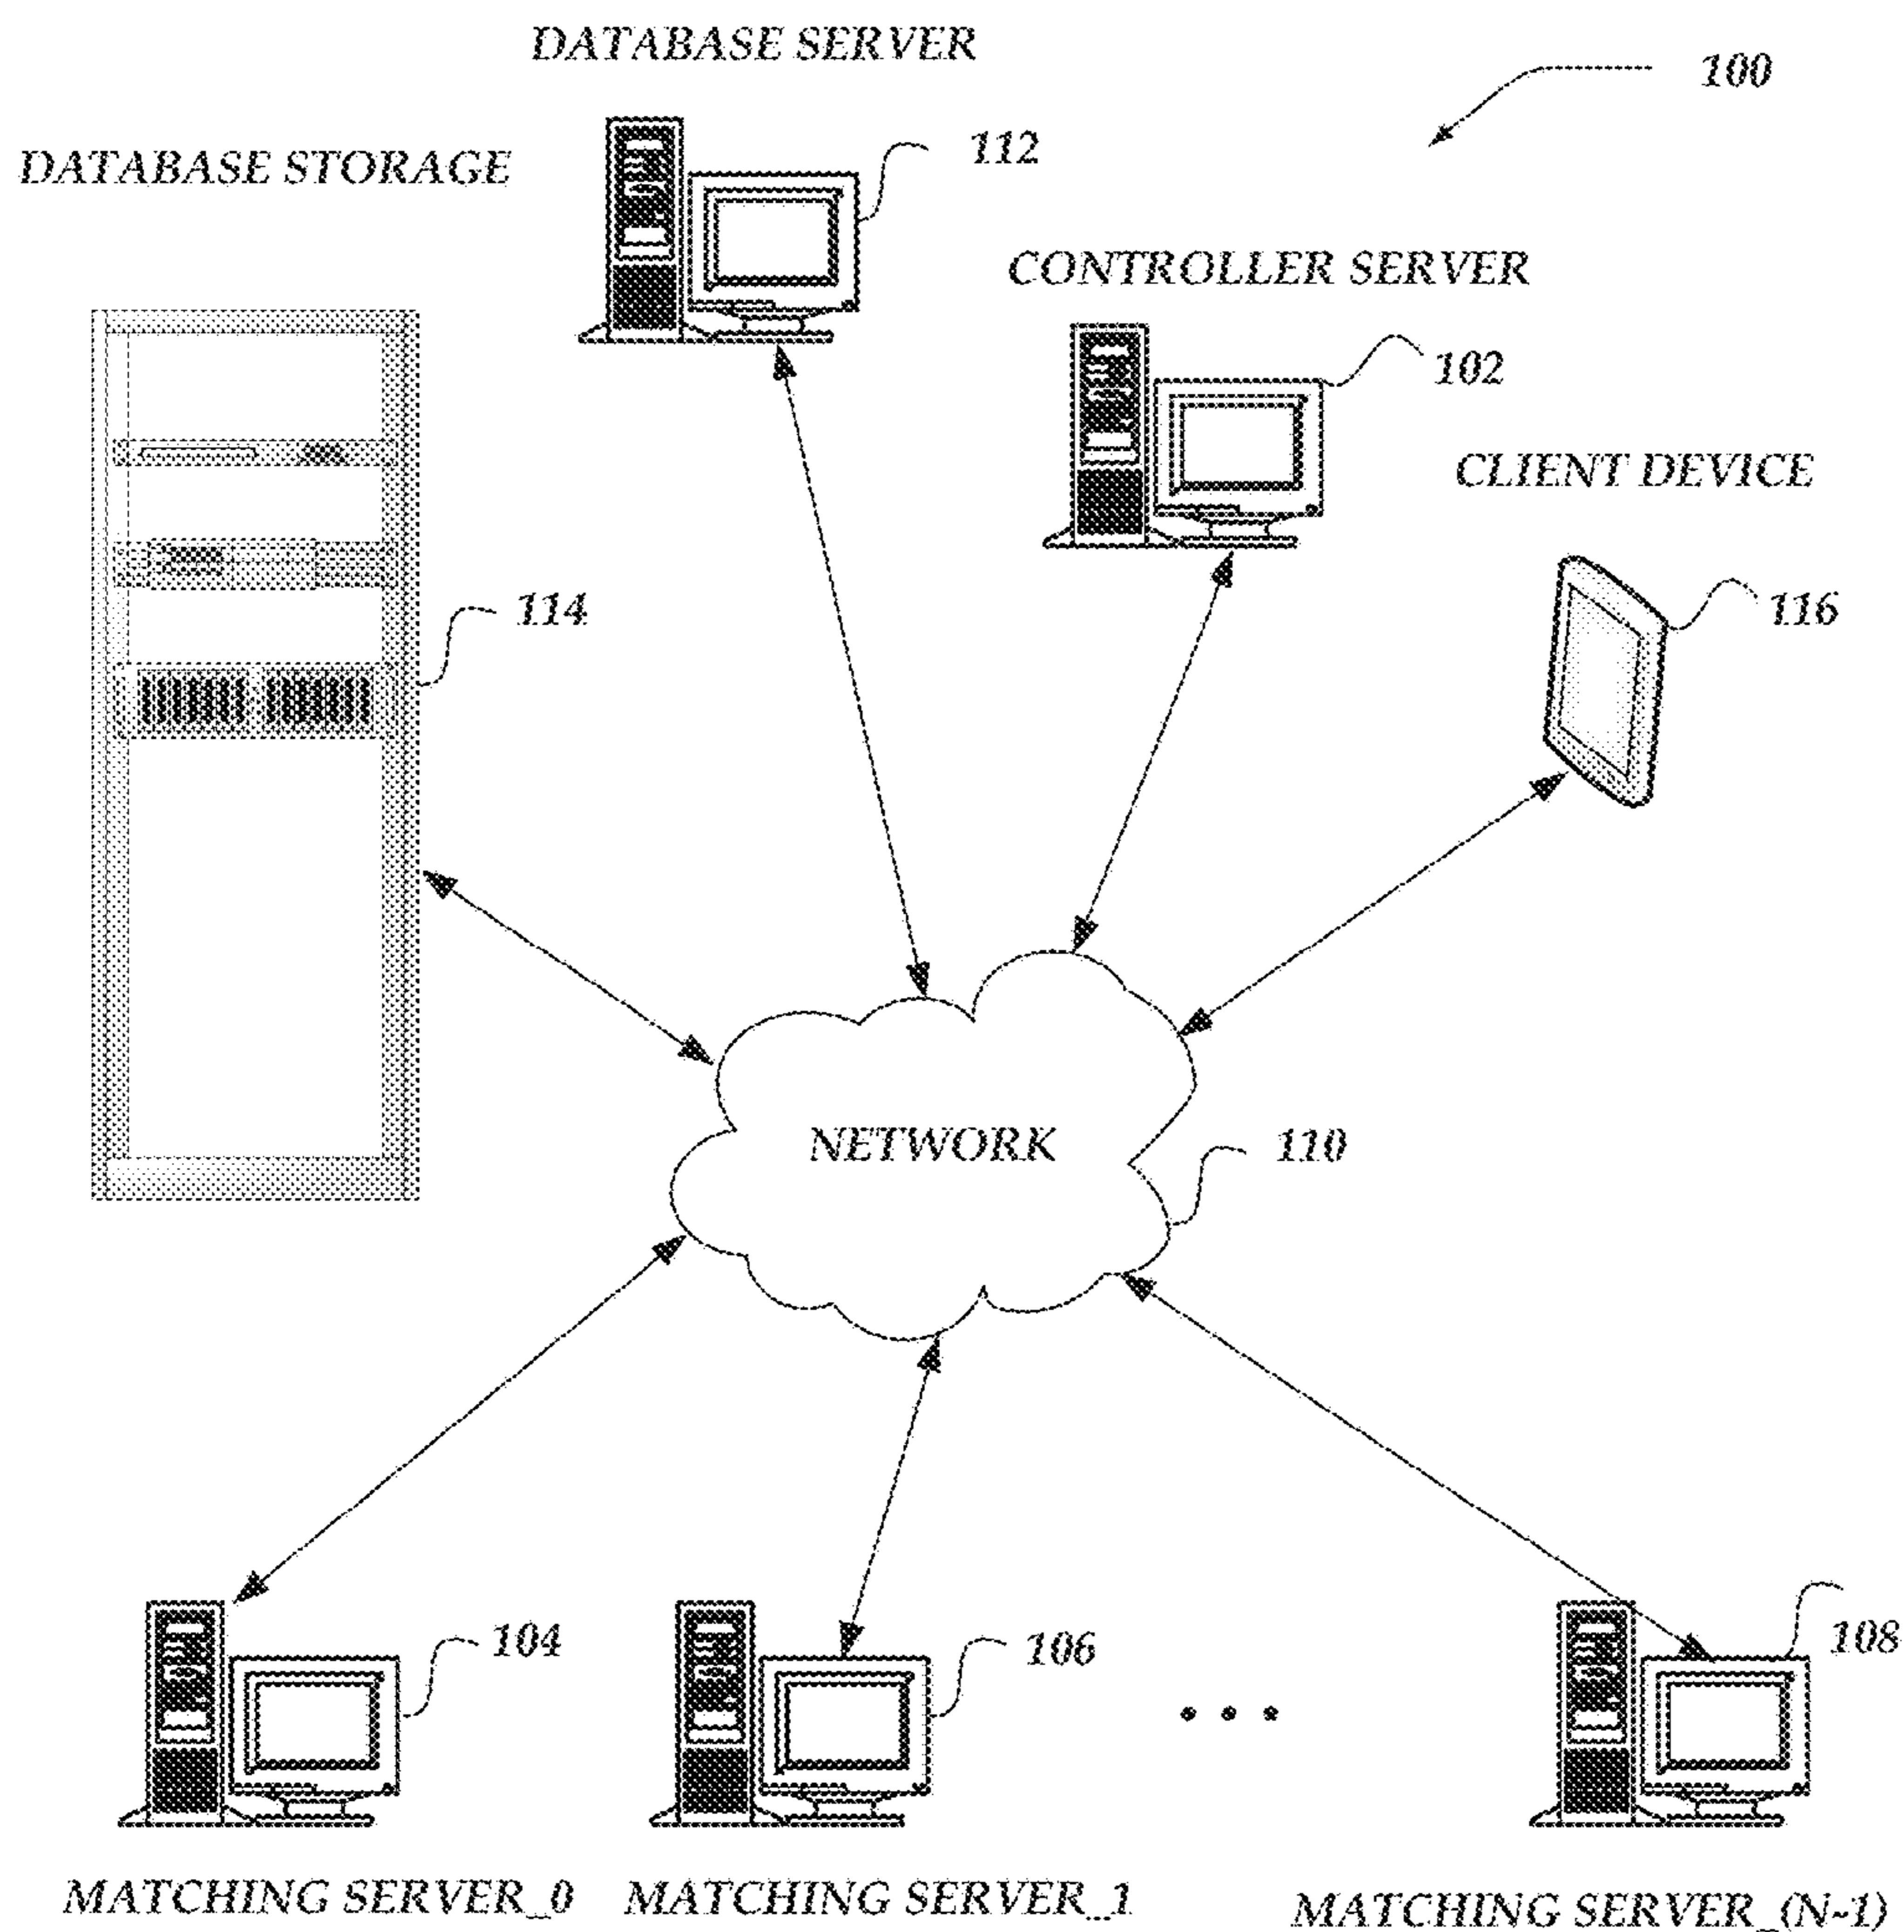 DATABASE SERVER
100
112
DATABASE STORAGE
CONTROLLER SERVER
102
CLIENT DEVICE
114
116
NETWORK
110
104
106
108
MATCHING SERVER_0
MATCHING SERVER_1
MATCHING SERVER_(N-1)